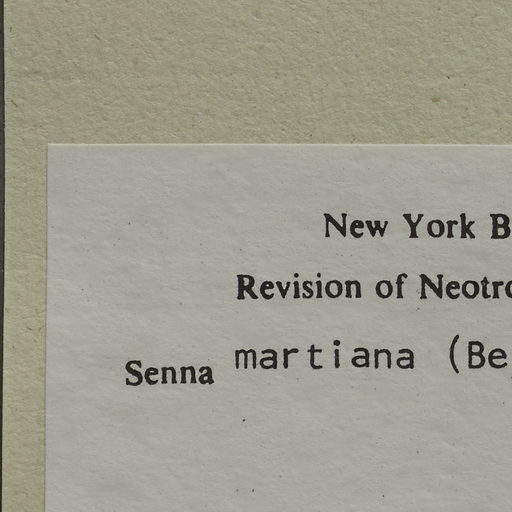 New York B
Revision of Neotro
Senna martiana (Be